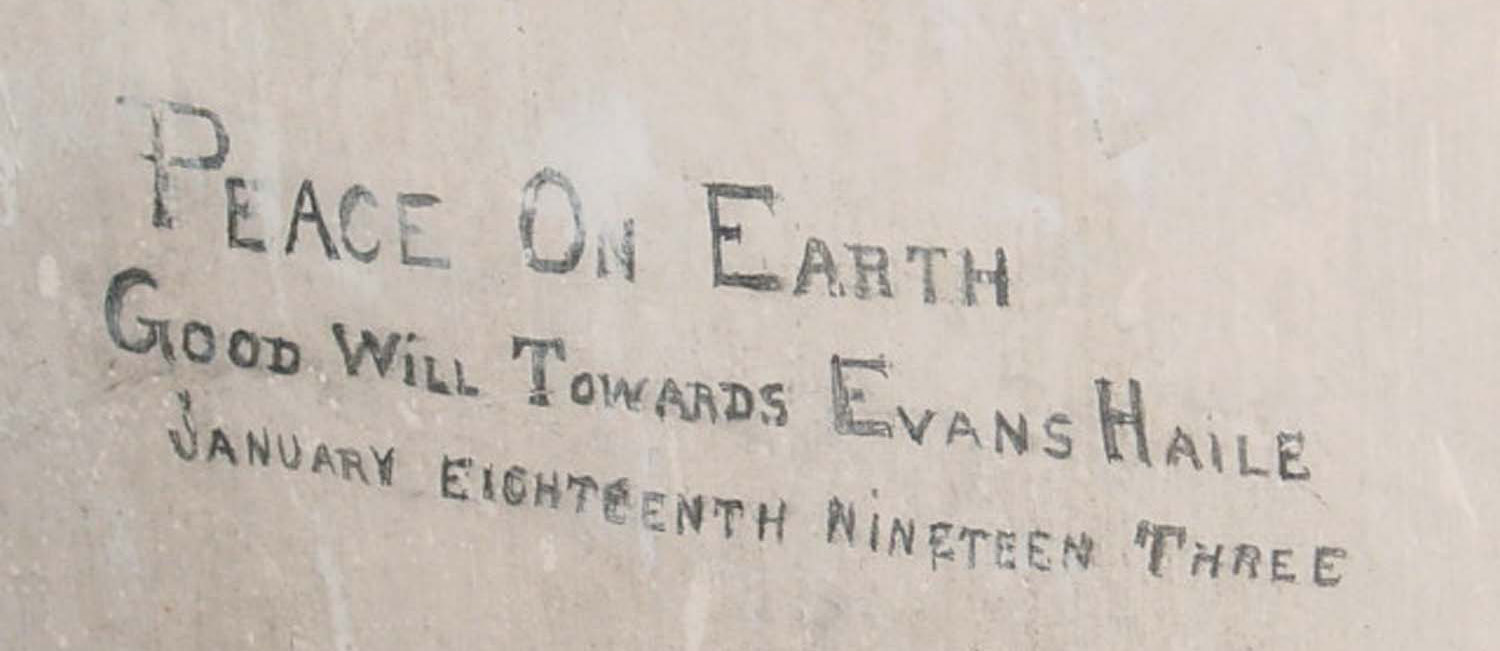 PEACE ON EARTH
GOOD WiLL TOWARDS EVANS HAiLE
JANUARY EiGHTEENTH NiNETEEN THREE